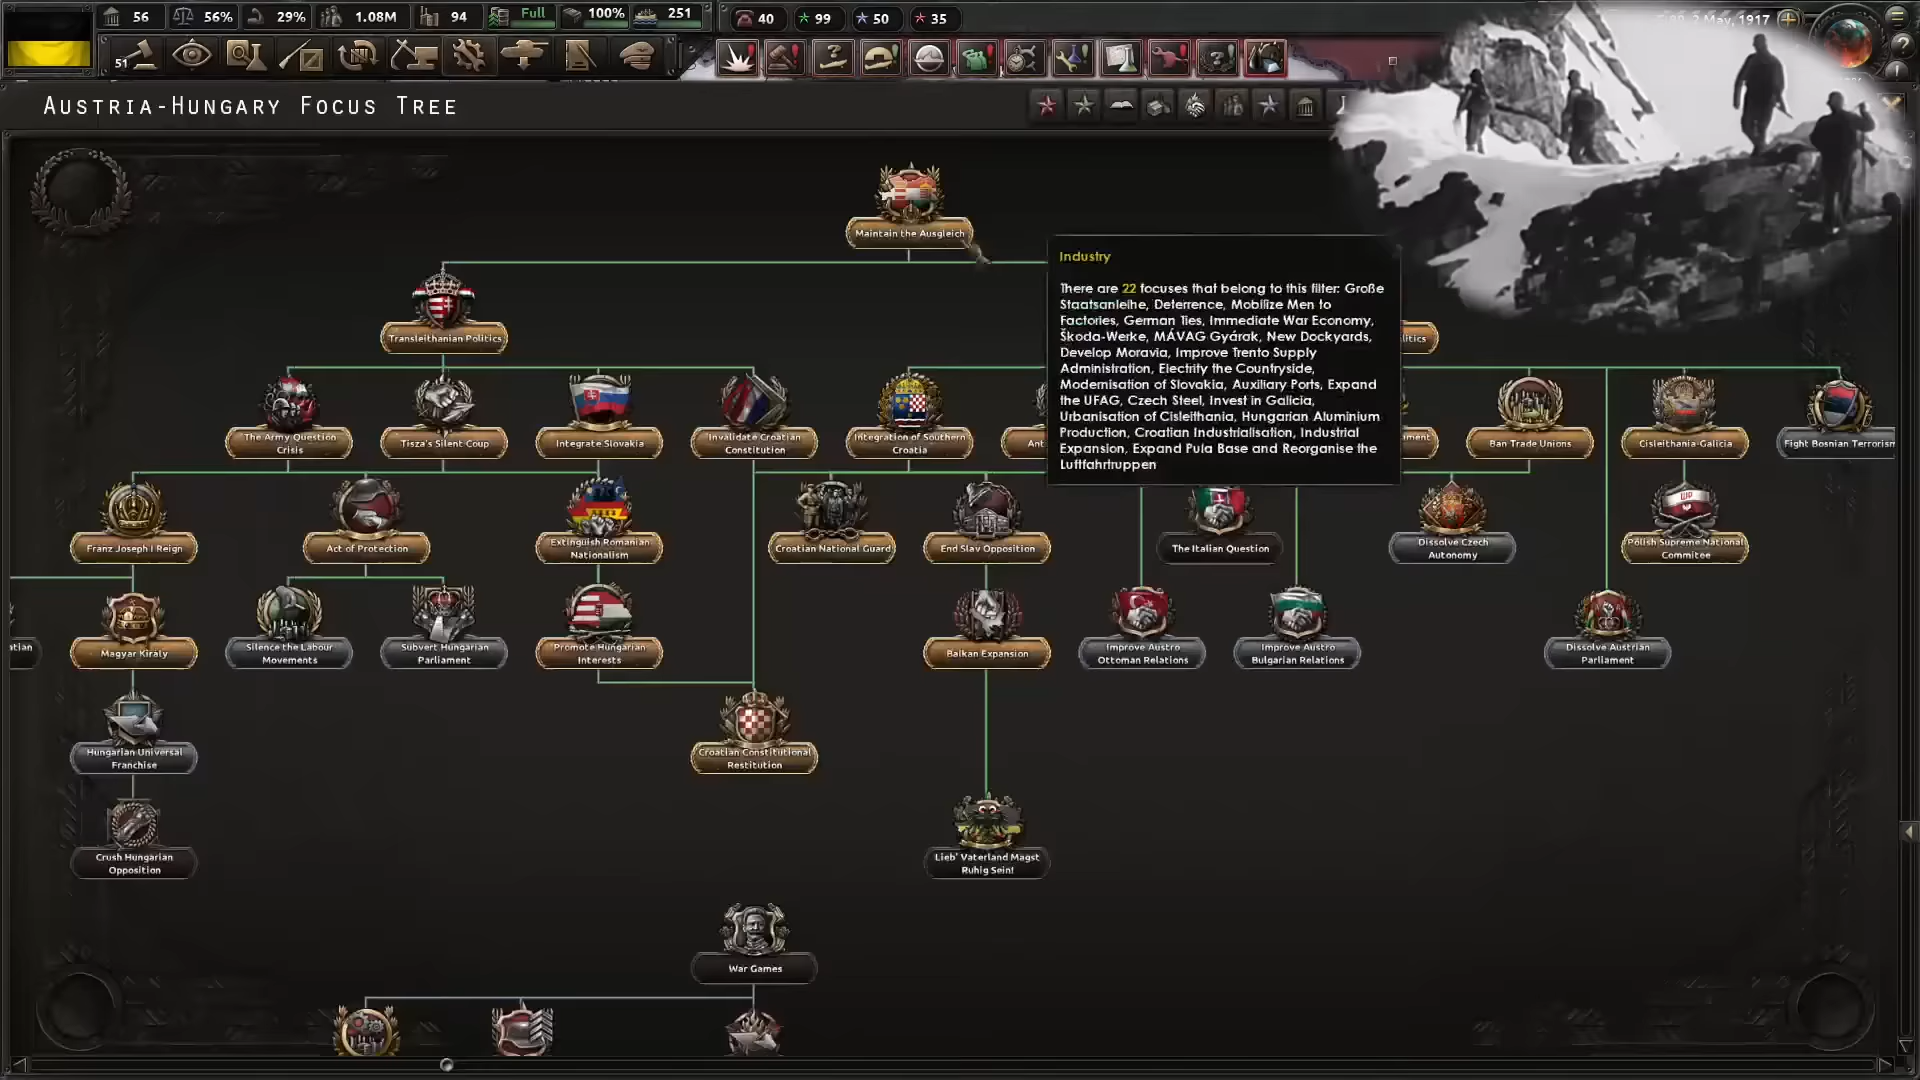 56
56%
29%
1.08M
94
Full
100%
251
40
99
50
35
2 May, 1917
51
Austria-Hungary Focus Tree
Maintain the Ausgleich
Industry
There are 22 focuses that belong to this filter: Große
Staatsanleihe, Deterrence, Mobilize Men to
Factories, German Ties, Immediate War Economy,
Škoda-Werke, MÁVAG Gyárak, New Dockyards,
Develop Moravia, Improve Trento Supply
Administration, Electrify the Countryside,
Modernisation of Slovakia, Auxiliary Ports, Expand
the UFAG, Czech Steel, Invest in Galicia,
Urbanisation of Cisleithania, Hungarian Aluminium
Production, Croatian Industrialisation, Industrial
Expansion, Expand Pula Base and Reorganise the
Luftfahrtruppen
Transleithanian Politics
litics
The Army Question
Crisis
Tisza's Silent Coup
Integrate Slovakia
Invalidate Croatian
Constitution
Integration of Southern
Croatia
Ant
ment
Ban Trade Unions
Cisleithania-Galicia
Fight Bosnian Terrorism
Franz Joseph I Reign
Act of Protection
Extinguish Romanian
Nationalism
Croatian National Guard
End Slav Opposition
The Italian Question
Dissolve Czech
Autonomy
Polish Supreme National
Commitee
tian
Magyar Király
Silence the Labour
Movements
Subvert Hungarian
Parliament
Promote Hungarian
Interests
Balkan Expansion
Improve Austro
Ottoman Relations
Improve Austro
Bulgarian Relations
Dissolve Austrian
Parliament
Hungarian Universal
Franchise
Croatian Constitutional
Restitution
Crush Hungarian
Opposition
Lieb' Vaterland Magst
Ruhig Sein!
War Games